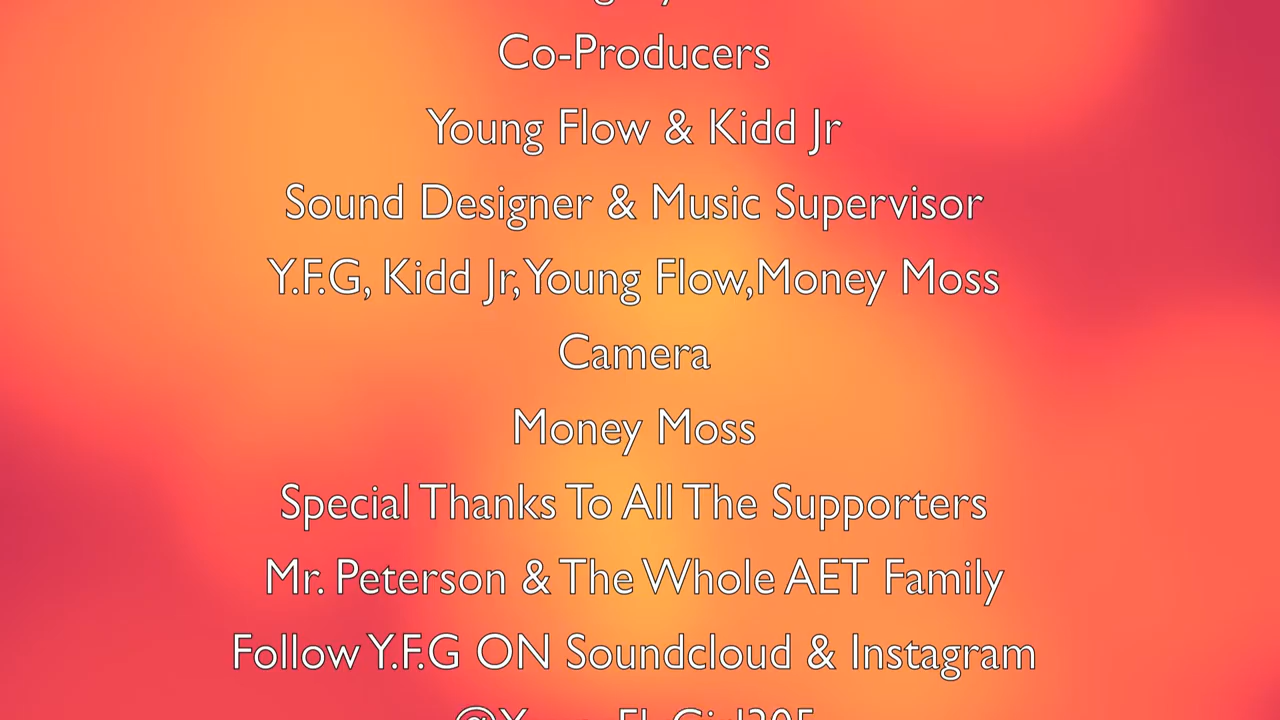 Co-Producers
Young Flow & Kidd Jr
Sound Designer & Music Supervisor
Y.F.G, Kidd Jr,Young Flow,Money Moss
Camera
Money Moss
Special Thanks To All The Supporters
Mr. Peterson & The Whole AET Family
Follow Y.F.G ON Soundcloud & Instagram